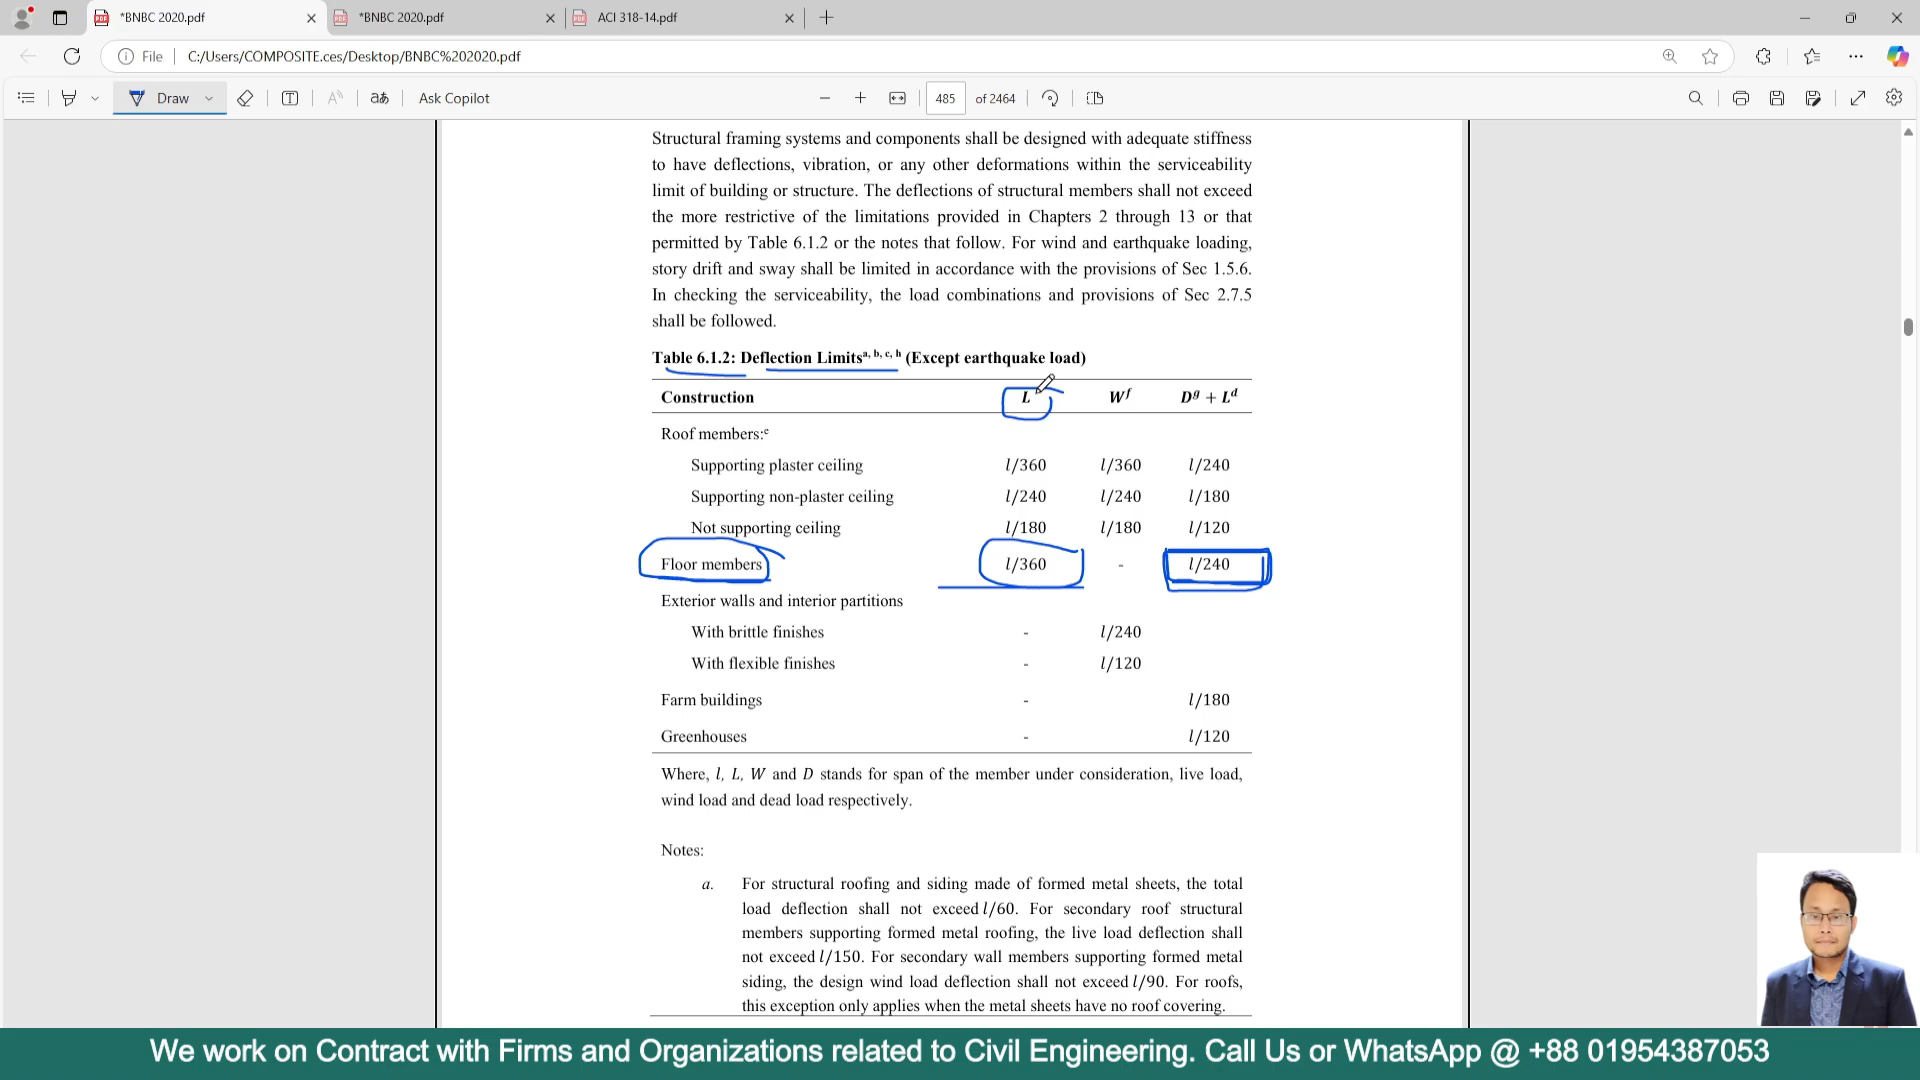 *BNBC 2020.pdf
*BNBC 2020.pdf
ACI 318-14.pdf
File
C:/Users/COMPOSITE.ces/Desktop/BNBC%202020.pdf
Draw
aあ
Ask Copilot
485 of 2464
Structural framing systems and components shall be designed with adequate stiffness
to have deflections, vibration, or any other deformations within the serviceability
limit of building or structure. The deflections of structural members shall not exceed
the more restrictive of the limitations provided in Chapters 2 through 13 or that
permitted by Table 6.1.2 or the notes that follow. For wind and earthquake loading,
story drift and sway shall be limited in accordance with the provisions of Sec 1.5.6.
In checking the serviceability, the load combinations and provisions of Sec 2.7.5
shall be followed.
Table 6.1.2: Deflection Limits a, b, c, h (Except earthquake load)
Construction L W f D g + L d
Roof members: e
Supporting plaster ceiling l/360 l/360 l/240
Supporting non-plaster ceiling l/240 l/240 l/180
Not supporting ceiling l/180 l/180 l/120
Floor members l/360 - l/240
Exterior walls and interior partitions
With brittle finishes - l/240
With flexible finishes - l/120
Farm buildings - l/180
Greenhouses - l/120
Where, l, L, W and D stands for span of the member under consideration, live load,
wind load and dead load respectively.
Notes:
a. For structural roofing and siding made of formed metal sheets, the total
load deflection shall not exceed l/60. For secondary roof structural
members supporting formed metal roofing, the live load deflection shall
not exceed l/150. For secondary wall members supporting formed metal
siding, the design wind load deflection shall not exceed l/90. For roofs,
this exception only applies when the metal sheets have no roof covering.
We work on Contract with Firms and Organizations related to Civil Engineering. Call Us or WhatsApp @ +88 01954387053